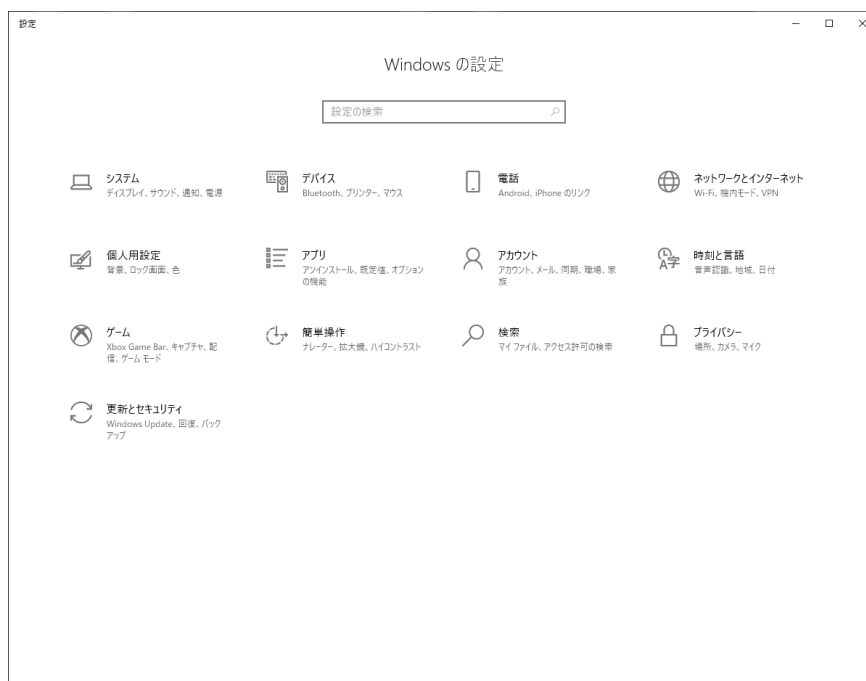 設定
Windows の設定
設定の検索
システム
ディスプレイ、サウンド、通知、電源
デバイス
Bluetooth、プリンター、マウス
電話
Android、iPhone のリンク
ネットワークとインターネット
Wi-Fi、機内モード、VPN
個人用設定
背景、ロック画面、色
アプリ
アンインストール、既定値、オプション
の機能
アカウント
アカウント、メール、同期、職場、家
族
時刻と言語
音声認識、地域、日付
ゲーム
Xbox Game Bar、キャプチャ、配
信、ゲーム モード
簡単操作
ナレーター、拡大鏡、ハイコントラスト
検索
マイ ファイル、アクセス許可の検索
プライバシー
場所、カメラ、マイク
更新とセキュリティ
Windows Update、回復、バック
アップ